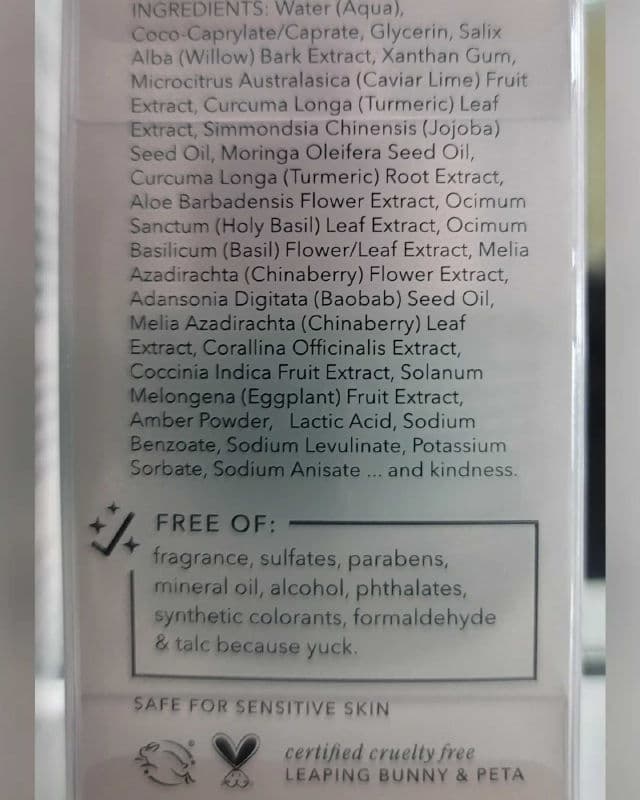 INGREDIENTS: Water (Aqua),
Coco-Caprylate/Caprate, Glycerin, Salix
Alba (Willow) Bark Extract, Xanthan Gum,
Microcitrus Australasica (Caviar Lime) Fruit
Extract, Curcuma Longa (Turmeric) Leaf
Extract, Simmondsia Chinensis (Jojoba)
Seed Oil, Moringa Oleifera Seed Oil,
Curcuma Longa (Turmeric) Root Extract,
Aloe Barbadensis Flower Extract, Ocimum
Sanctum (Holy Basil) Leaf Extract, Ocimum
Basilicum (Basil) Flower/Leaf Extract, Melia
Azadirachta (Chinaberry) Flower Extract,
Adansonia Digitata (Baobab) Seed Oil,
Melia Azadirachta (Chinaberry) Leaf
Extract, Corallina Officinalis Extract,
Coccinia Indica Fruit Extract, Solanum
Melongena (Eggplant) Fruit Extract,
Amber Powder, Lactic Acid, Sodium
Benzoate, Sodium Levulinate, Potassium
Sorbate, Sodium Anisate ... and kindness.
FREE OF:
fragrance, sulfates, parabens,
mineral oil, alcohol, phthalates,
synthetic colorants, formaldehyde
& talc because yuck.
SAFE FOR SENSITIVE SKIN
certified cruelty free
LEAPING BUNNY & PETA